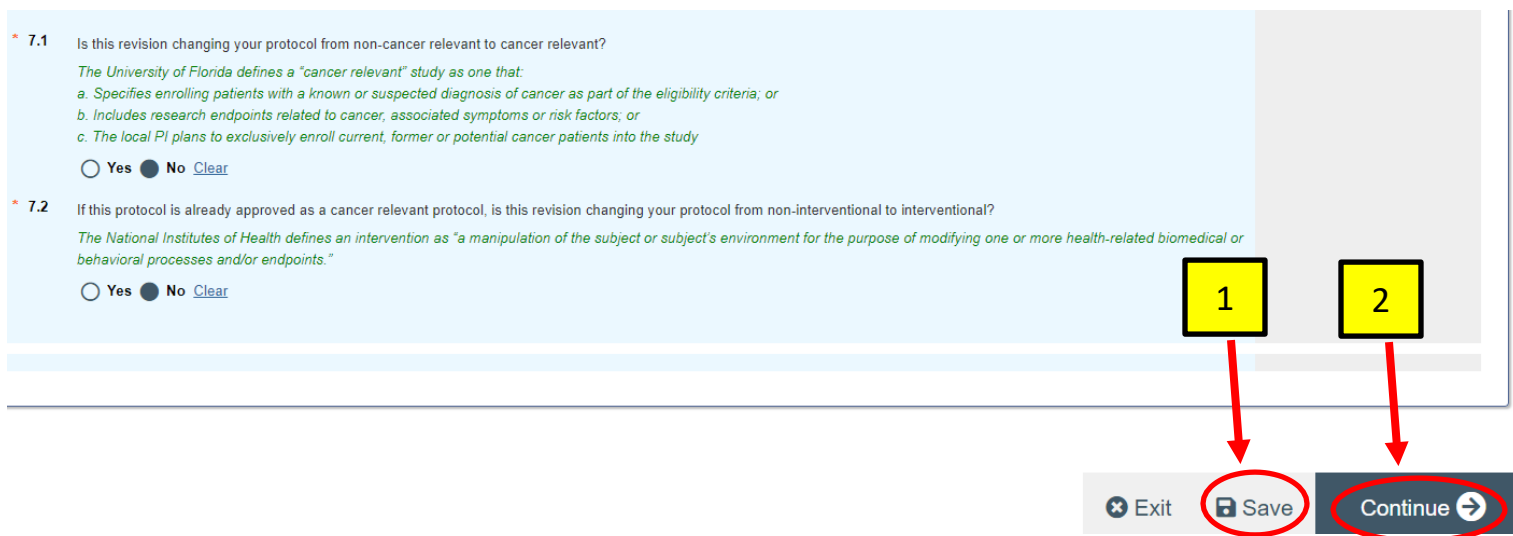 * 7.1 Is this revision changing your protocol from non-cancer relevant to cancer relevant?
The University of Florida defines a "cancer relevant" study as one that:
a. Specifies enrolling patients with a known or suspected diagnosis of cancer as part of the eligibility criteria; or
b. Includes research endpoints related to cancer, associated symptoms or risk factors; or
c. The local PI plans to exclusively enroll current, former or potential cancer patients into the study
Yes No Clear
* 7.2 If this protocol is already approved as a cancer relevant protocol, is this revision changing your protocol from non-interventional to interventional?
The National Institutes of Health defines an intervention as "a manipulation of the subject or subject's environment for the purpose of modifying one or more health-related biomedical or
behavioral processes and/or endpoints."
Yes No Clear
1 2
Exit Save Continue